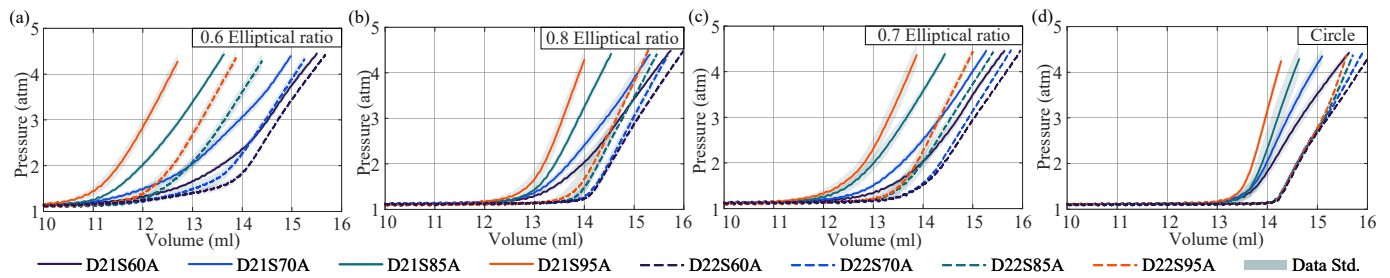 (a)
0.6 Elliptical ratio
5
4
3
2
1
Pressure (atm)
10 11 12 13 14 15 16
Volume (ml)
(b)
0.8 Elliptical ratio
5
4
3
2
1
Pressure (atm)
10 11 12 13 14 15 16
Volume (ml)
(c)
0.7 Elliptical ratio
5
4
3
2
1
Pressure (atm)
10 11 12 13 14 15 16
Volume (ml)
(d)
Circle
5
4
3
2
1
Pressure (atm)
10 11 12 13 14 15 16
Volume (ml)
D21S60A D21S70A D21S85A D21S95A D22S60A D22S70A D22S85A D22S95A Data Std.